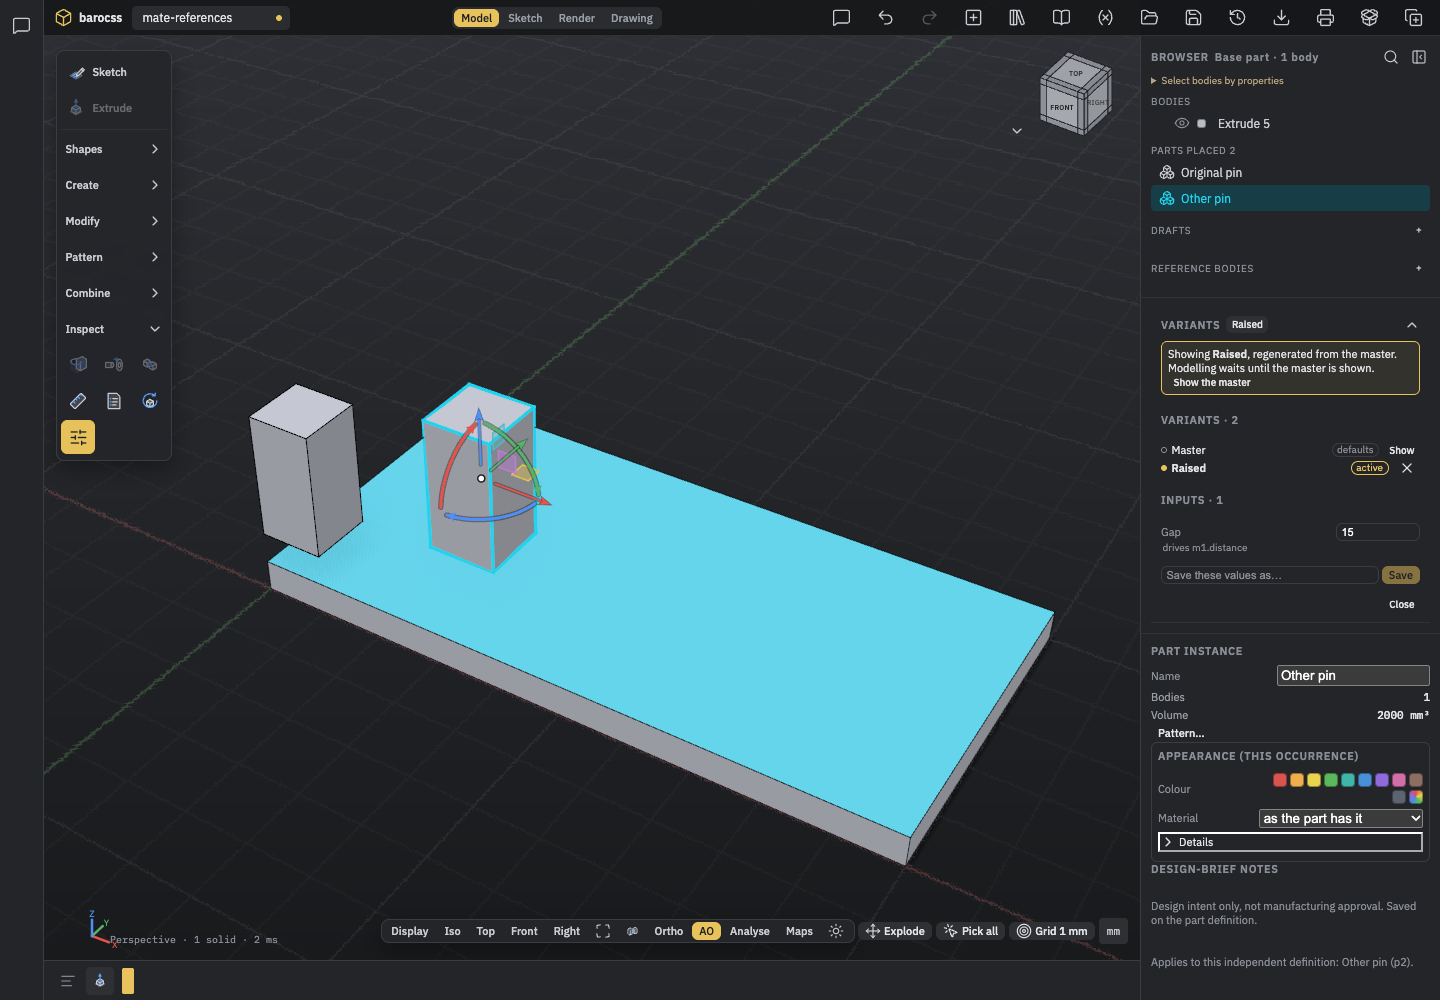 barocss
mate-references
Model
Sketch
Render
Drawing
Sketch
Extrude
Shapes
Create
Modify
Pattern
Combine
Inspect
TOP
FRONT
RIGHT
BROWSER Base part · 1 body
Select bodies by properties
BODIES
Extrude 5
PARTS PLACED 2
Original pin
Other pin
DRAFTS +
REFERENCE BODIES +
VARIANTS Raised
Showing Raised, regenerated from the master.
Modelling waits until the master is shown.
Show the master
VARIANTS · 2
Master defaults Show
Raised active
INPUTS · 1
Gap 15
drives m1.distance
Save these values as... Save
Close
PART INSTANCE
Name Other pin
Bodies 1
Volume 2000 mm³
Pattern...
APPEARANCE (THIS OCCURRENCE)
Colour
Material as the part has it
Details
DESIGN-BRIEF NOTES
Design intent only, not manufacturing approval. Saved
on the part definition.
Applies to this independent definition: Other pin (p2).
Z
Y
X
Perspective · 1 solid · 2 ms
Display Iso Top Front Right Ortho AO Analyse Maps Explode Pick all Grid 1 mm mm